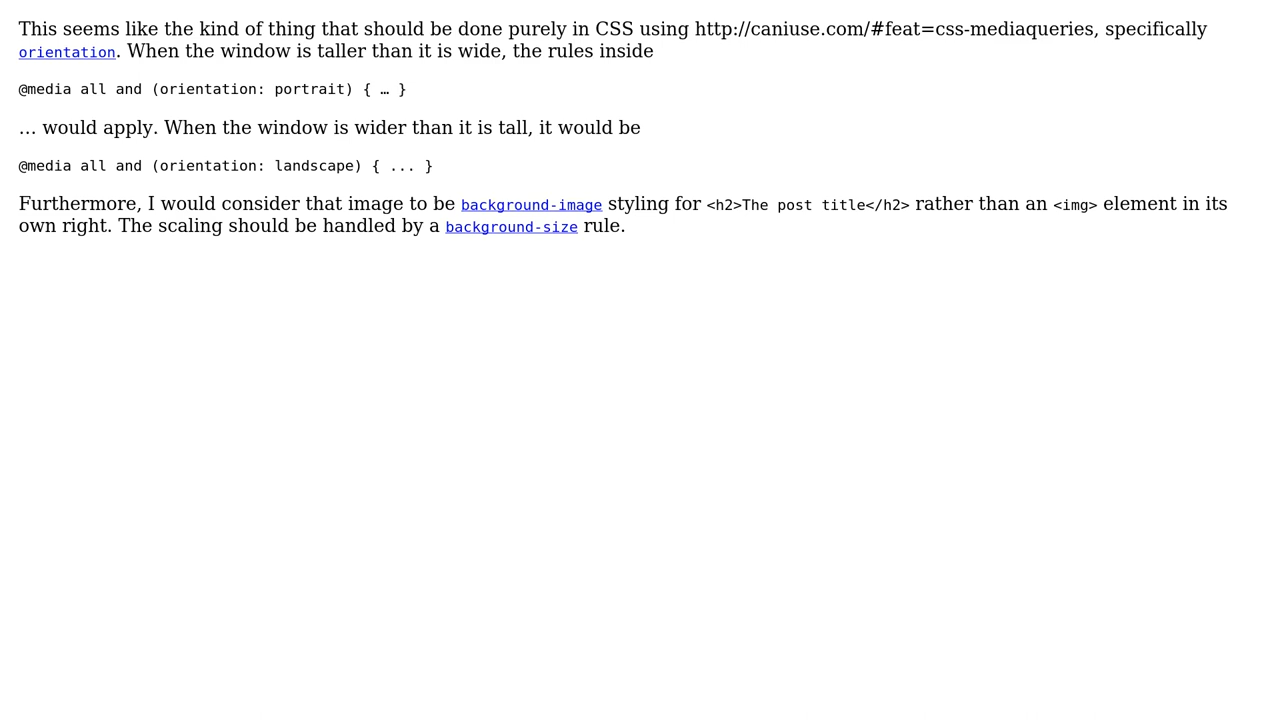 This seems like the kind of thing that should be done purely in CSS using http://caniuse.com/#feat=css-mediaqueries, specifically
orientation. When the window is taller than it is wide, the rules inside
@media all and (orientation: portrait) { … }
… would apply. When the window is wider than it is tall, it would be
@media all and (orientation: landscape) { ... }
Furthermore, I would consider that image to be background-image styling for <h2>The post title</h2> rather than an <img> element in its
own right. The scaling should be handled by a background-size rule.